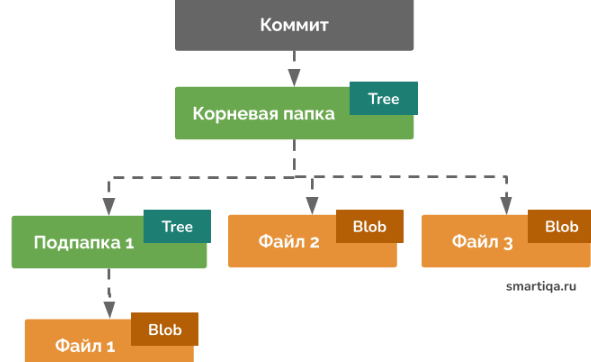 Коммит
Tree
Корневая папка
Tree
Подпапка 1
Blob
Файл 2
Blob
Файл 3
smartiqa.ru
Blob
Файл 1